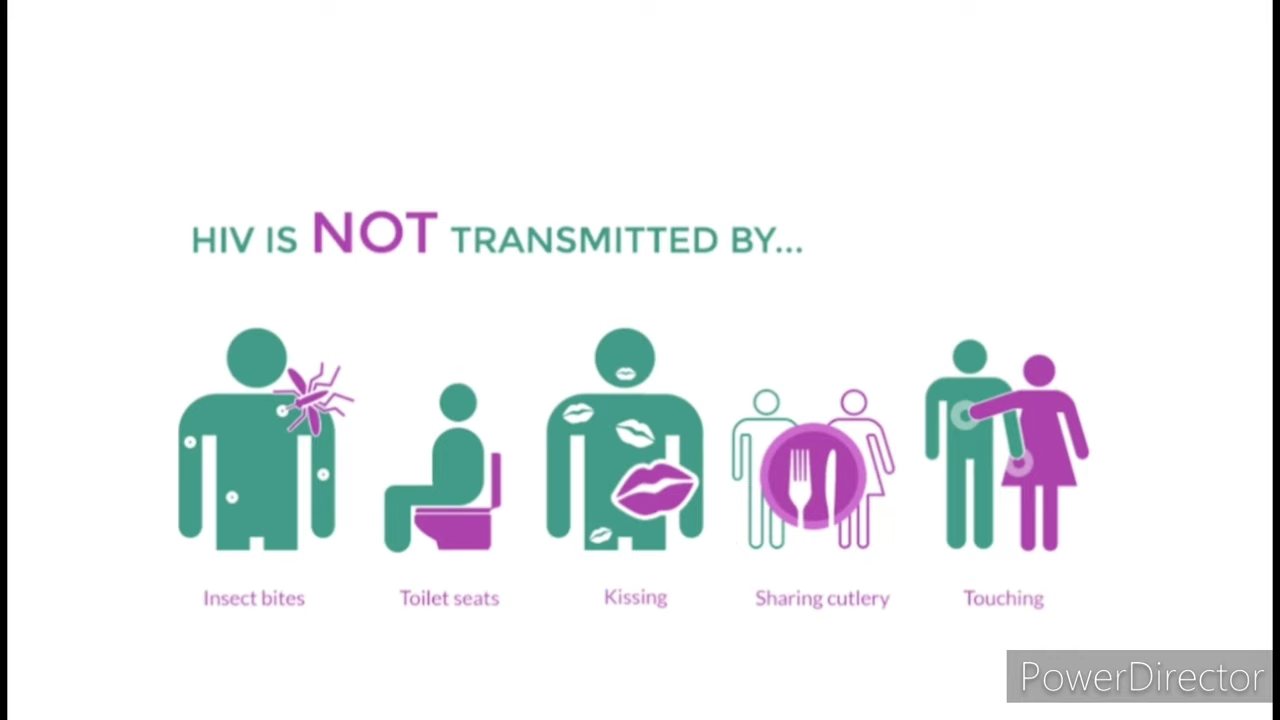 HIV IS NOT TRANSMITTED BY...
Insect bites
Toilet seats
Kissing
Sharing cutlery
Touching
PowerDirector